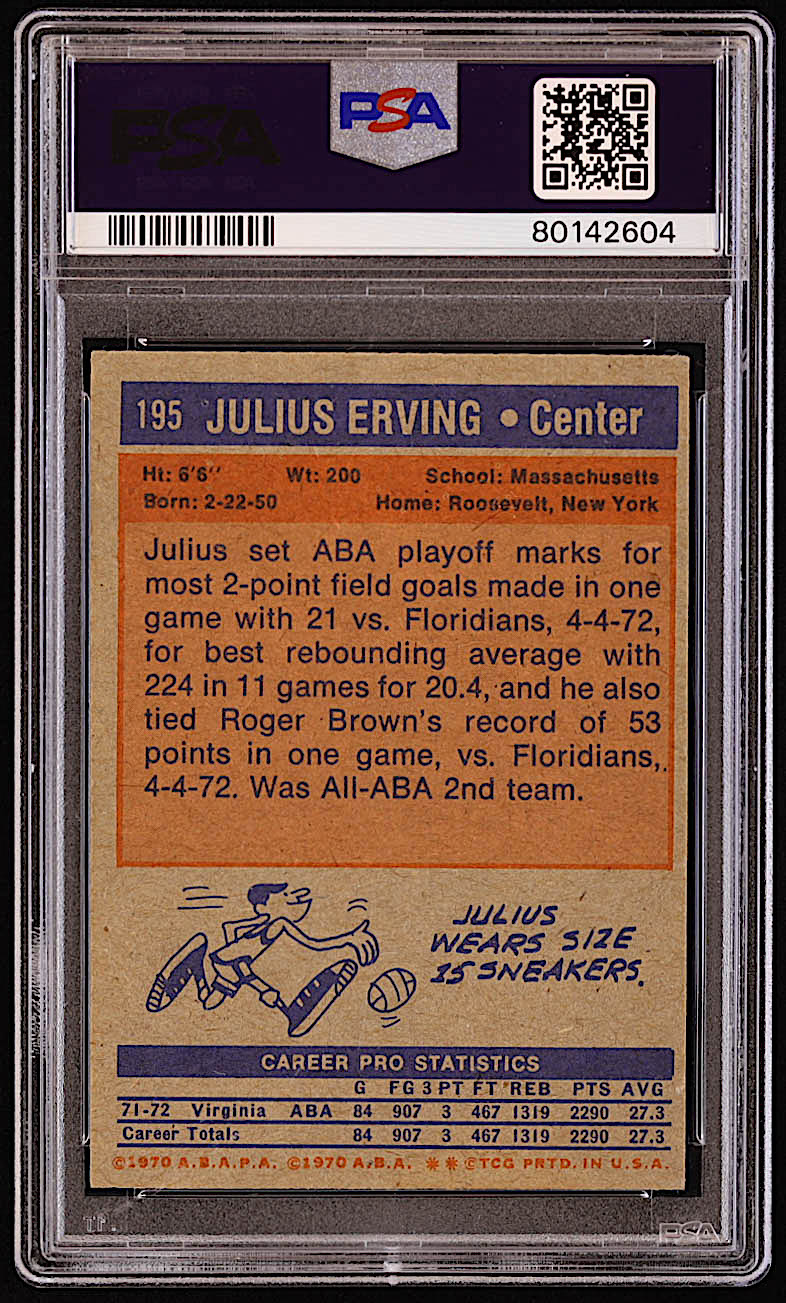 PSA
PSA
80142604
195 JULIUS ERVING • Center
Ht: 6'6'' Wt: 200 School: Massachusetts
Born: 2-22-50 Home: Roosevelt, New York
Julius set ABA playoff marks for
most 2-point field goals made in one
game with 21 vs. Floridians, 4-4-72,
for best rebounding average with
224 in 11 games for 20.4, and he also
tied Roger Brown's record of 53
points in one game, vs. Floridians,
4-4-72. Was All-ABA 2nd team.
JULIUS
WEARS SIZE
15 SNEAKERS.
CAREER PRO STATISTICS
G FG 3 PT FT REB PTS AVG
71-72 Virginia ABA 84 907 3 467 1319 2290 27.3
Career Totals 84 907 3 467 1319 2290 27.3
©1970 A.B.A.P.A. ©1970 A.B.A. ** ©TCG PRTD. IN U.S.A.
PSA